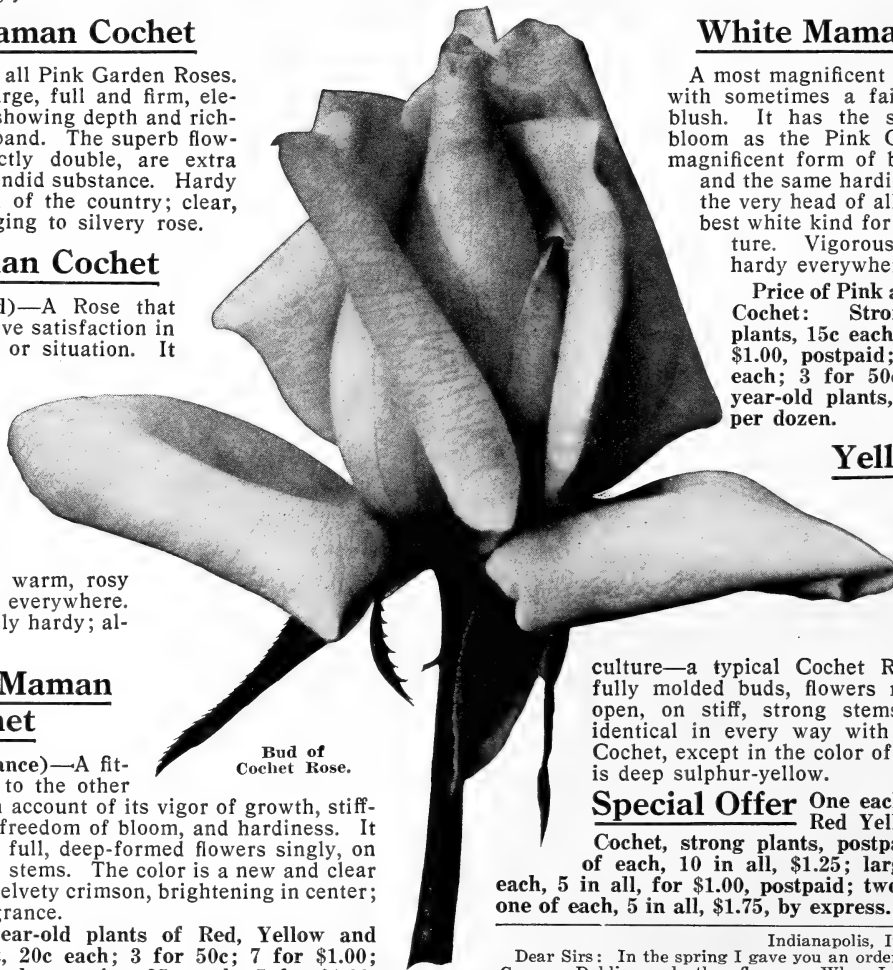 aman Cochet
all Pink Garden Roses.
arge, full and firm, ele-
showing depth and rich-
band. The superb flow-
ctly double, are extra
ndid substance. Hardy
of the country; clear,
ging to silvery rose.
an Cochet
)—A Rose that
ve satisfaction in
or situation. It
warm, rosy
everywhere.
ly hardy; al-
Maman
het
ance)—A fit-
to the other
account of its vigor of growth, stiff-
freedom of bloom, and hardiness. It
full, deep-formed flowers singly, on
stems. The color is a new and clear
elvety crimson, brightening in center;
grance.
ear-old plants of Red, Yellow and
20c each; 3 for 50c; 7 for $1.00;
Bud of
Cochet Rose.
White Mama
A most magnificent
with sometimes a fai
blush. It has the s
bloom as the Pink C
magnificent form of b
and the same hardi
the very head of all
best white kind for
ture. Vigorous
hardy everywhe
Price of Pink a
Cochet: Stron
plants, 15c each
$1.00, postpaid;
each; 3 for 50c
year-old plants,
per dozen.
Yell
culture—a typical Cochet R
fully molded buds, flowers
open, on stiff, strong stems
identical in every way with
Cochet, except in the color of
is deep sulphur-yellow.
Special Offer One eac
Red Yel
Cochet, strong plants, postpa
of each, 10 in all, $1.25; lar
each, 5 in all, for $1.00, postpaid; tw
one of each, 5 in all, $1.75, by express.
Indianapolis, I
Dear Sirs: In the spring I gave you an orde